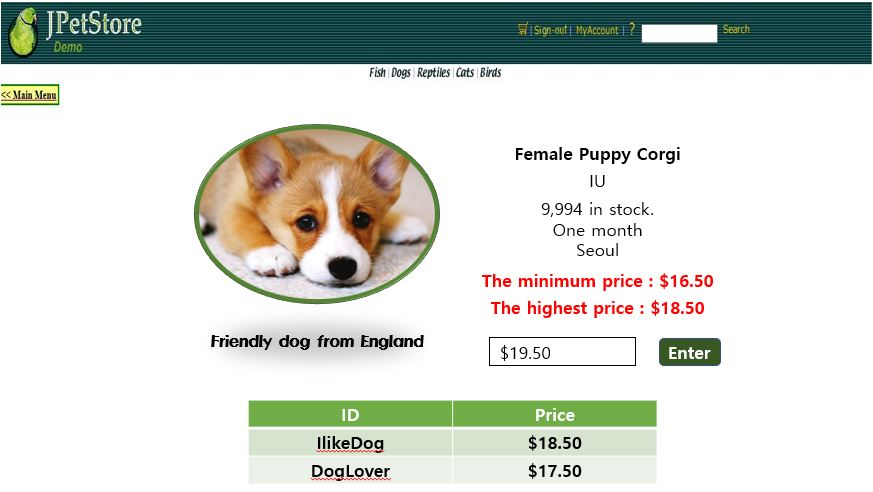 JPetStore
Demo
Sign-out | MyAccount | ? Search
Fish | Dogs | Reptiles | Cats | Birds
<< Main Menu
Female Puppy Corgi
IU
9,994 in stock.
One month
Seoul
The minimum price : $16.50
The highest price : $18.50
Friendly dog from England
$19.50 Enter
ID Price
IlikeDog $18.50
DogLover $17.50